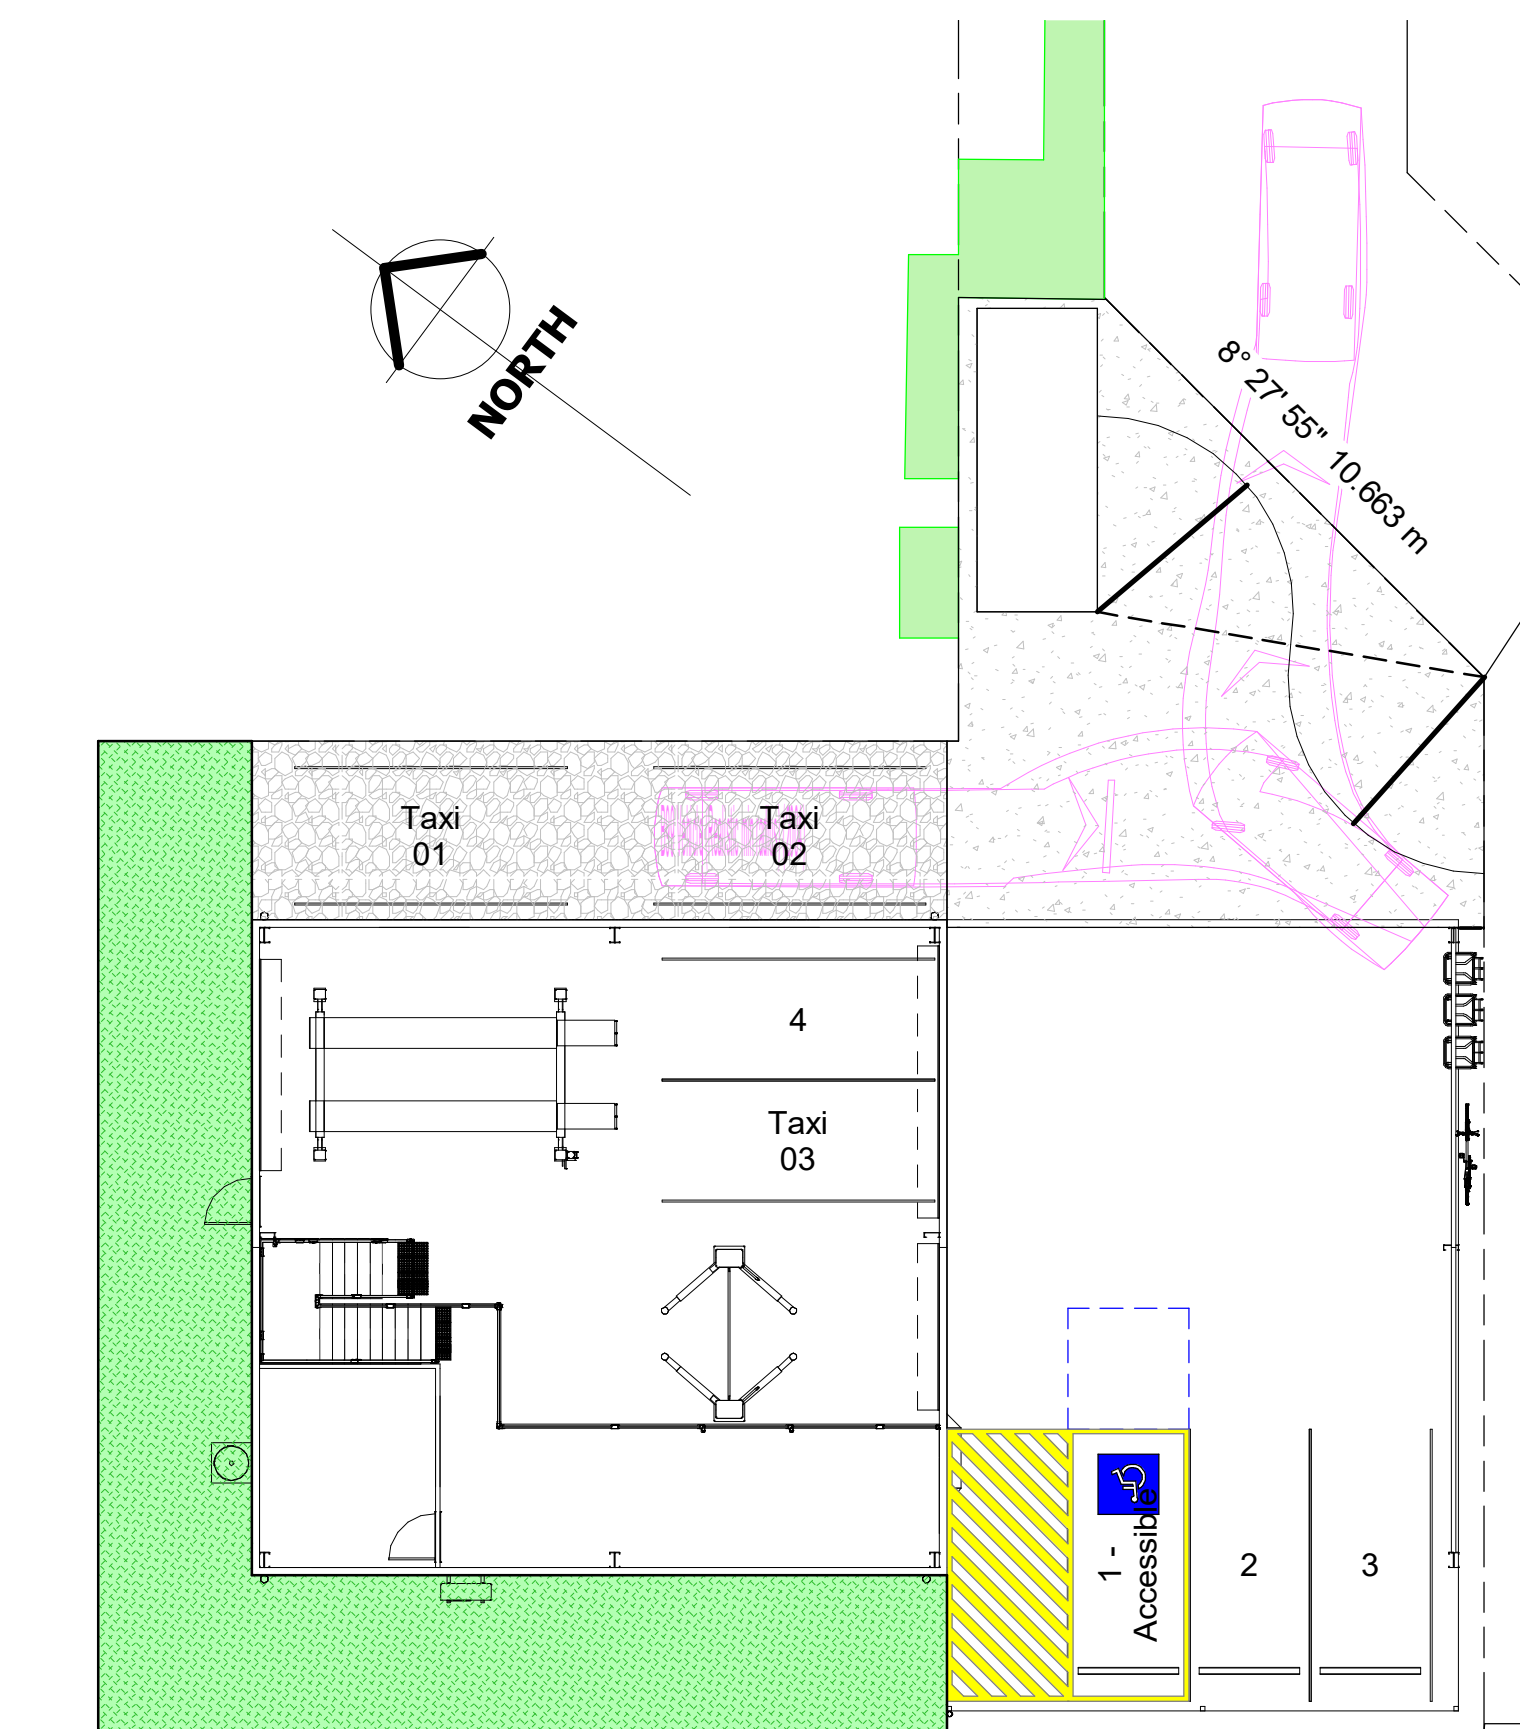 NORTH
8° 27' 55" 10.663 m
Taxi
01
Taxi
02
4
Taxi
03
1 -
Accessible
2
3